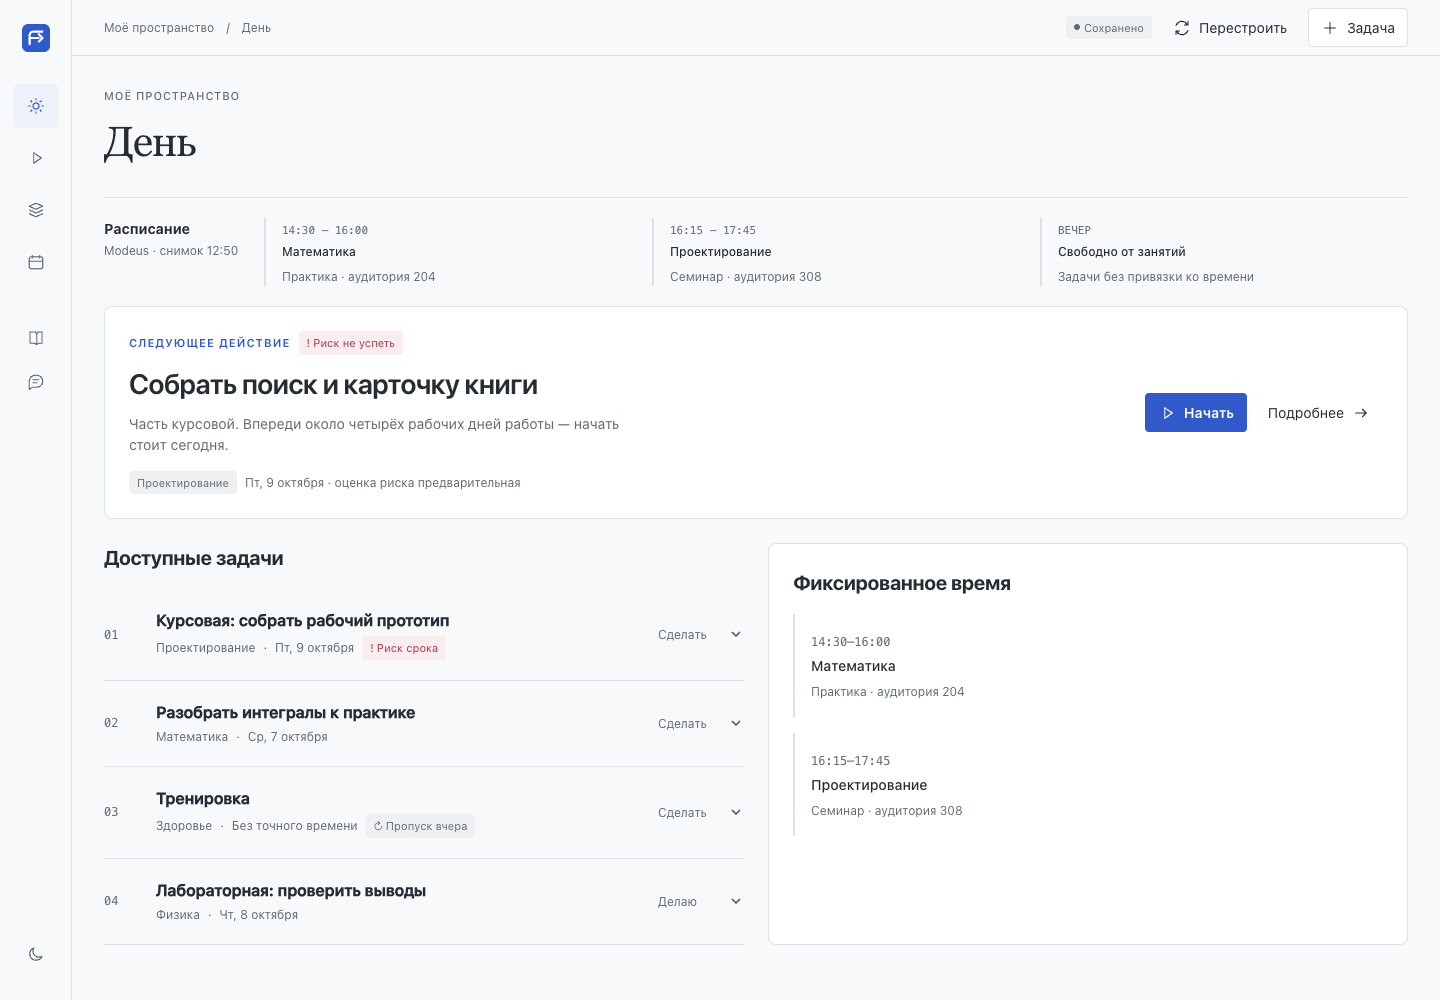 Моё пространство / День
• Сохранено
Перестроить
Задача
МОЁ ПРОСТРАНСТВО
День
Расписание
Modeus · снимок 12:50
14:30 — 16:00
Математика
Практика · аудитория 204
16:15 — 17:45
Проектирование
Семинар · аудитория 308
ВЕЧЕР
Свободно от занятий
Задачи без привязки ко времени
СЛЕДУЮЩЕЕ ДЕЙСТВИЕ
! Риск не успеть
Собрать поиск и карточку книги
Часть курсовой. Впереди около четырёх рабочих дней работы — начать
стоит сегодня.
Проектирование
Пт, 9 октября · оценка риска предварительная
Начать
Подробнее
Доступные задачи
01
Курсовая: собрать рабочий прототип
Проектирование · Пт, 9 октября
! Риск срока
Сделать
02
Разобрать интегралы к практике
Математика · Ср, 7 октября
Сделать
03
Тренировка
Здоровье · Без точного времени
↻ Пропуск вчера
Сделать
04
Лабораторная: проверить выводы
Физика · Чт, 8 октября
Делаю
Фиксированное время
14:30—16:00
Математика
Практика · аудитория 204
16:15—17:45
Проектирование
Семинар · аудитория 308